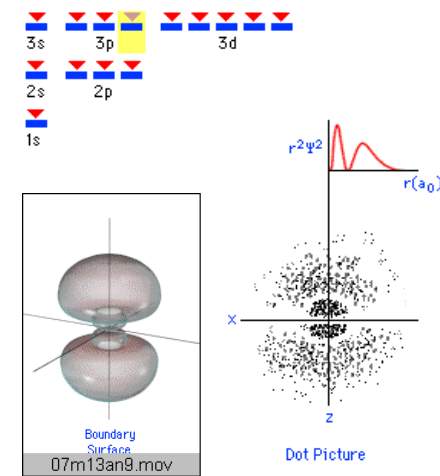 3s 3p 3d
2s 2p
1s
r²Ψ²
r(a₀)
X
Z
Boundary
Surface
07m13an9.mov
Dot Picture